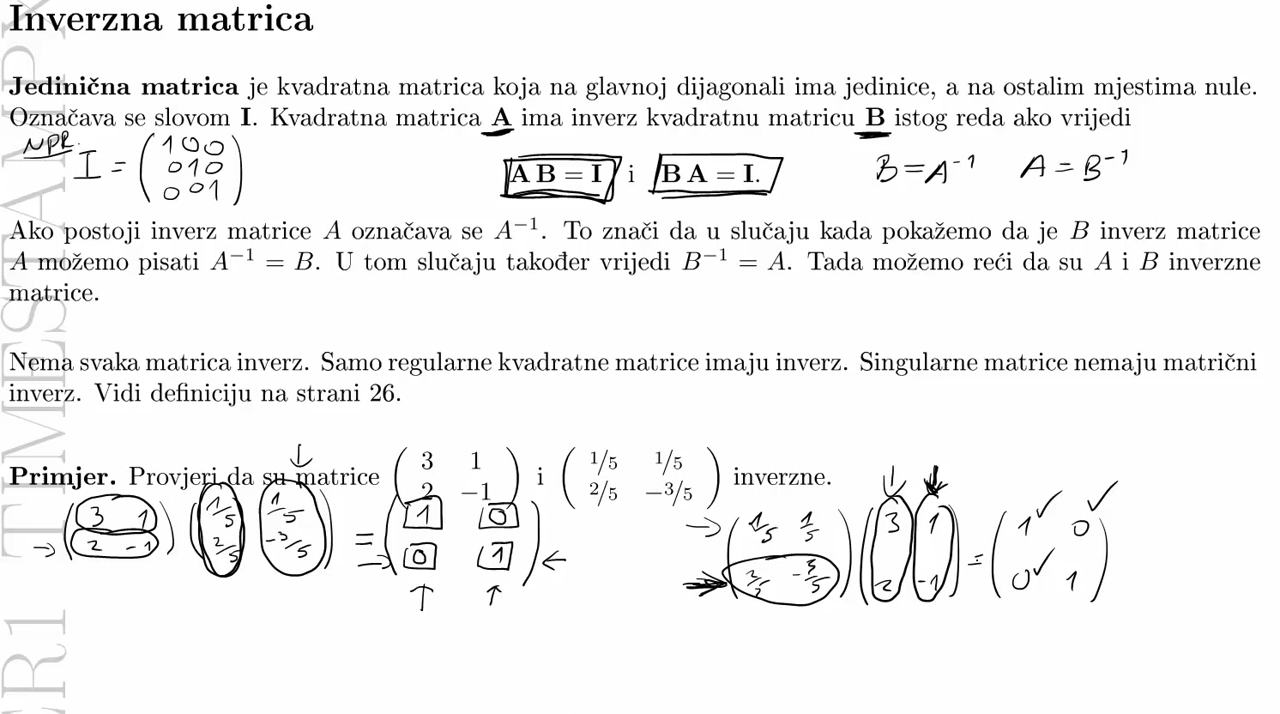 Inverzna matrica
Jedinična matrica je kvadratna matrica koja na glavnoj dijagonali ima jedinice, a na ostalim mjestima nule.
Označava se slovom I. Kvadratna matrica A ima inverz kvadratnu matricu B istog reda ako vrijedi
NPR.
I = (1 0 0
0 1 0
0 0 1)
A B = I i B A = I.
B = A⁻¹ A = B⁻¹
Ako postoji inverz matrice A označava se A⁻¹. To znači da u slučaju kada pokažemo da je B inverz matrice
A možemo pisati A⁻¹ = B. U tom slučaju također vrijedi B⁻¹ = A. Tada možemo reći da su A i B inverzne
matrice.
Nema svaka matrica inverz. Samo regularne kvadratne matrice imaju inverz. Singularne matrice nemaju matrični
inverz. Vidi definiciju na strani 26.
Primjer. Provjeri da su matrice (3 1 i (1/5 1/5 inverzne.
2 −1) 2/5 −3/5)
(3 1) (1/5 1/5) = (1 0)
(2 -1) (2/5 -3/5) (0 1)
(1/5 1/5) (3 1) = (1 0)
(-3/5) (2 -1) (0 1)
CR1 TIMESTAMP